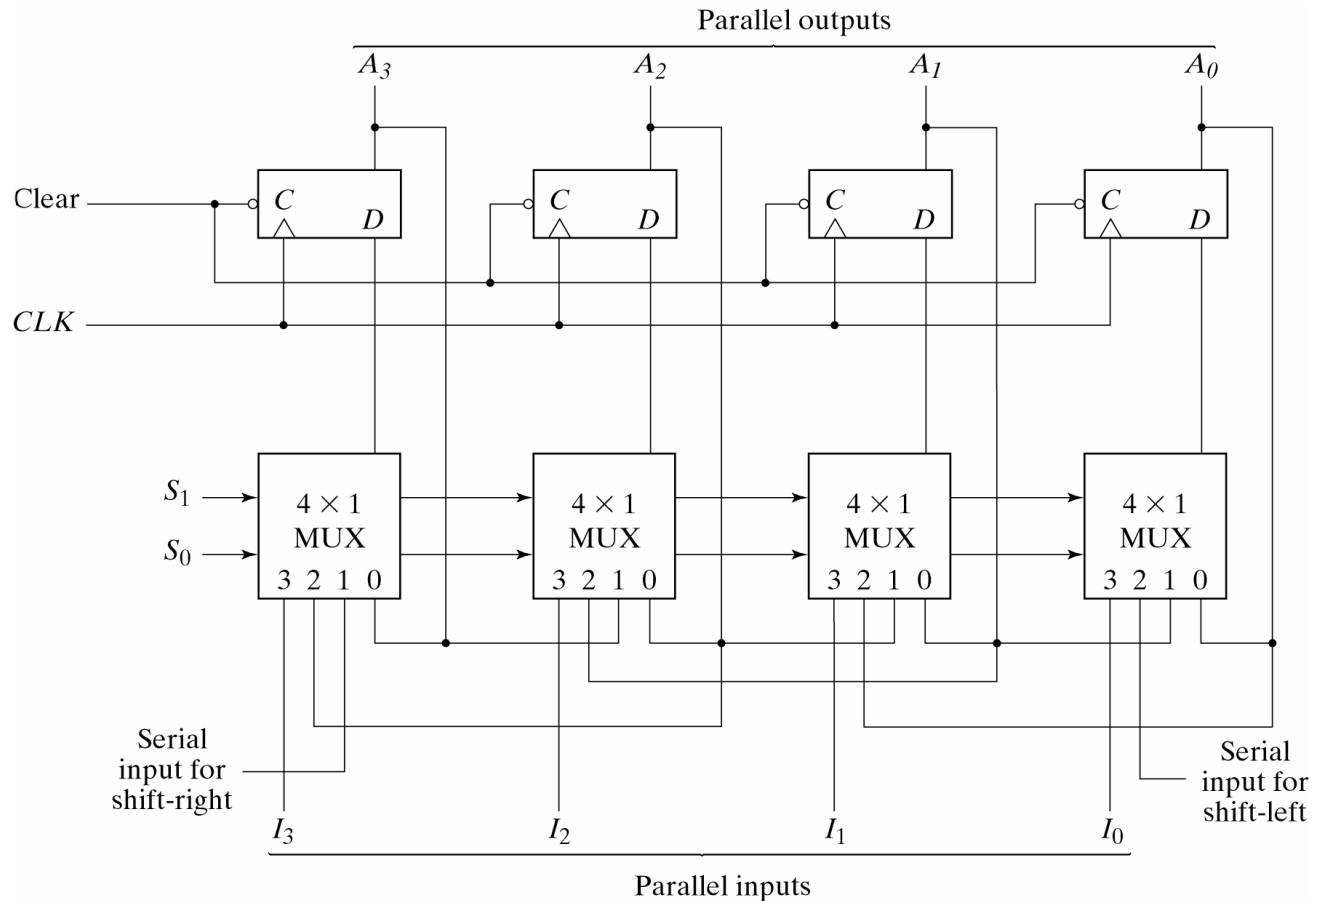 Parallel outputs
A3 A2 A1 A0
Clear
C C C C
D D D D
CLK
S1
4 × 1 4 × 1 4 × 1 4 × 1
MUX MUX MUX MUX
S0
3 2 1 0 3 2 1 0 3 2 1 0 3 2 1 0
Serial
input for
shift-right
Serial
input for
shift-left
I3 I2 I1 I0
Parallel inputs